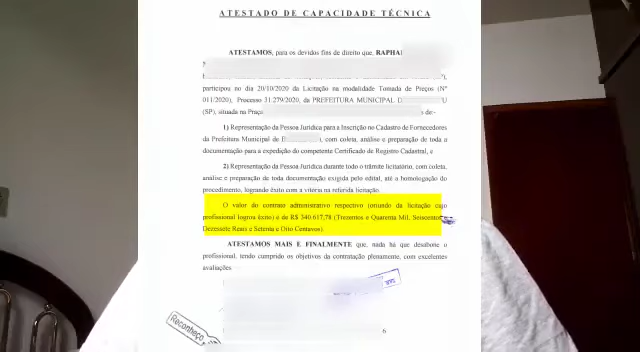 ATESTADO DE CAPACIDADE TÉCNICA
ATESTAMOS, para os devidos fins de direito que, RAPHA
participou no dia 20/10/2020 da Licitação na modalidade Tomada de Preços (Nº
011/2020), Processo 31.279/2020, da PREFEITURA MUNICIPAL D
(SP), situada na Praça de:-
1) Representação da Pessoa Jurídica para a Inscrição no Cadastro de Fornecedores
da Prefeitura Municipal de , com coleta, análise e preparação de toda a
documentação para a expedição do competente Certificado de Registro Cadastral, e
2) Representação da Pessoa Jurídica durante todo o trâmite licitatório, com coleta,
análise e preparação de toda documentação exigida pelo edital, até a homologação do
procedimento, logrando êxito com a vitória na referida licitação.
O valor do contrato administrativo respectivo (oriundo da licitação cujo
profissional logrou êxito) é de R$ 340.617,78 (Trezentos e Quarenta Mil, Seiscentos
Dezessete Reais e Setenta e Oito Centavos).
ATESTAMOS MAIS E FINALMENTE que, nada há que desabone o
profissional, tendo cumprido os objetivos da contratação plenamente, com excelentes
avaliações
Reconheço
6